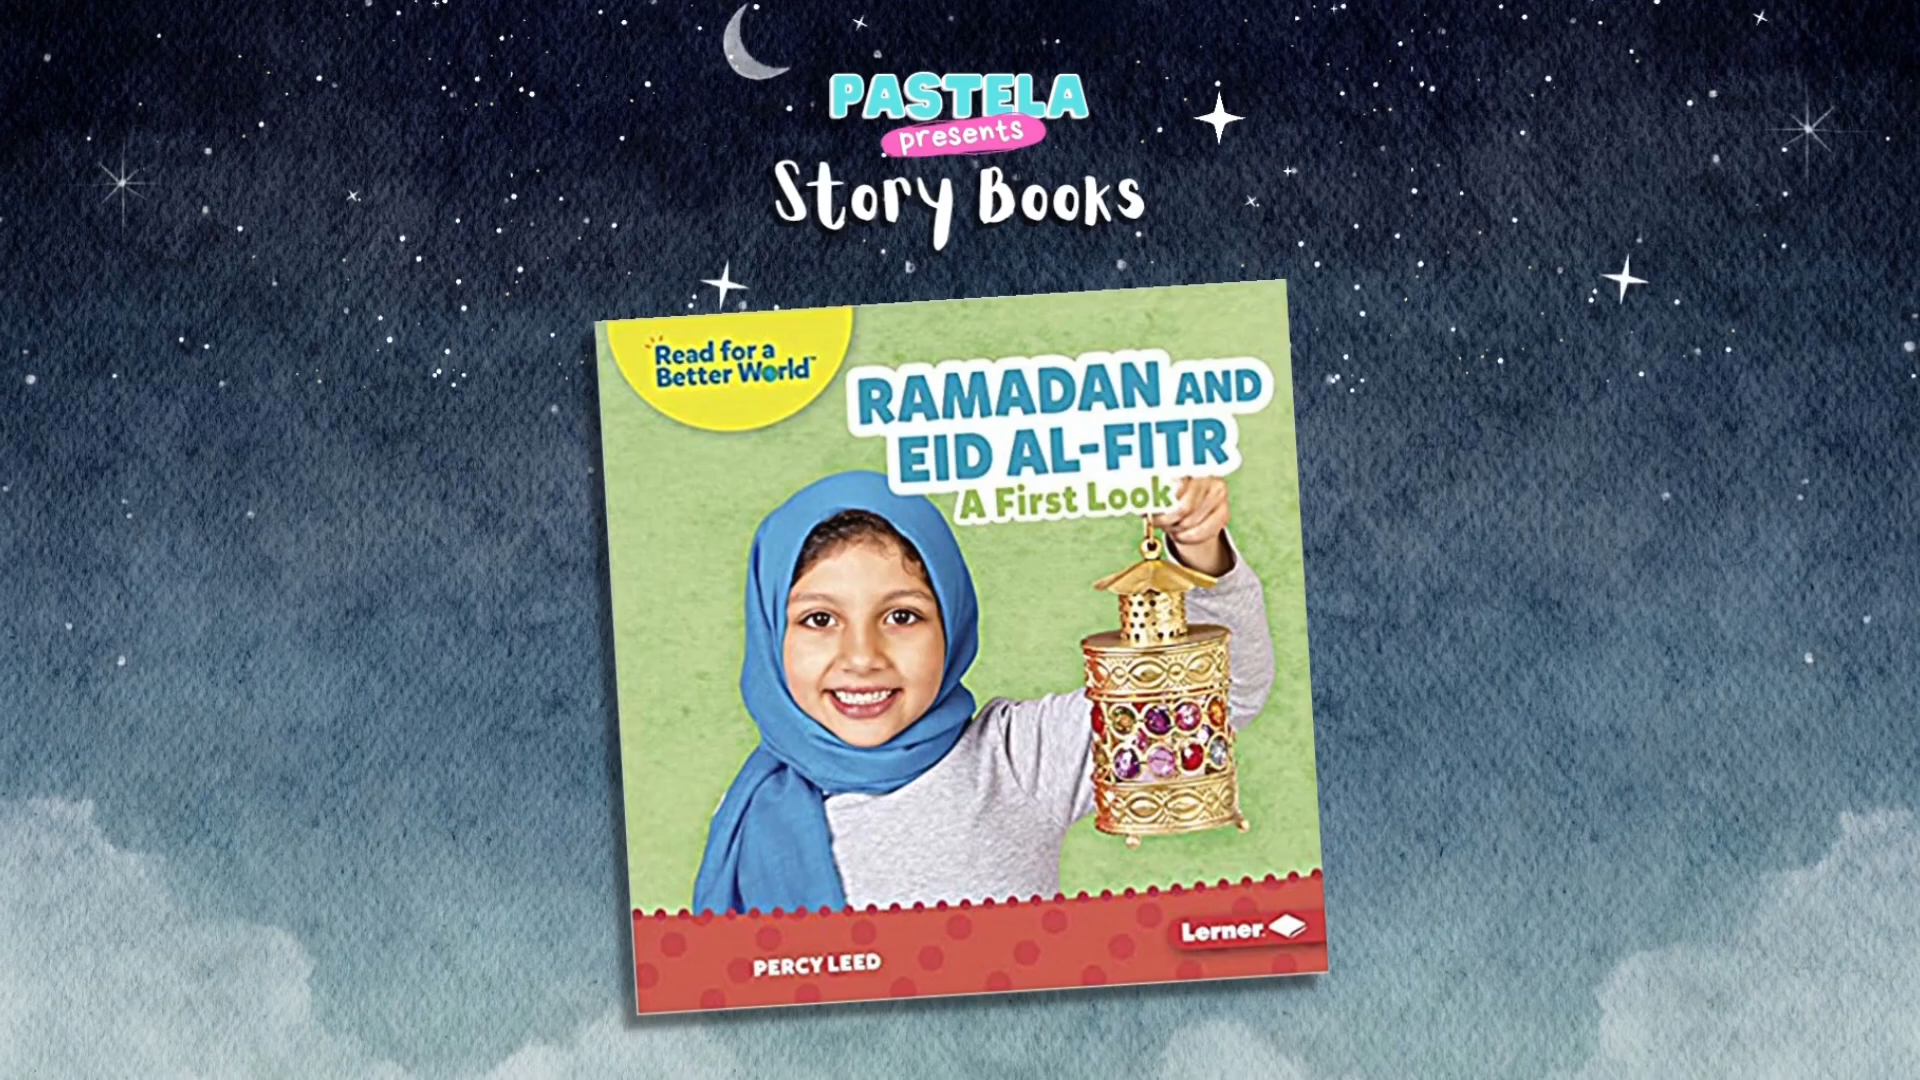 PASTELA
presents
Story Books
Read for a
Better World™
RAMADAN AND
EID AL-FITR
A First Look
PERCY LEED
Lerner